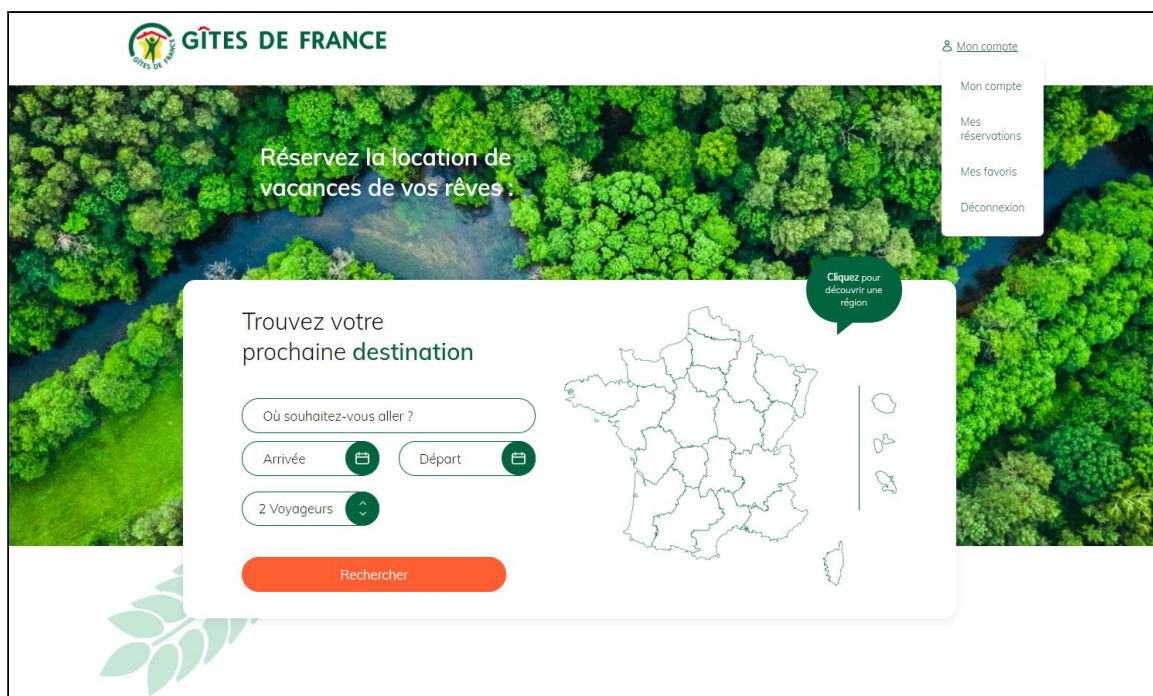 GÎTES DE FRANCE
GÎTES DE FRANCE
Mon compte
Mon compte
Mes
réservations
Mes favoris
Déconnexion
Réservez la location de
vacances de vos rêves :
Cliquez pour
découvrir une
région
Trouvez votre
prochaine destination
Où souhaitez-vous aller ?
Arrivée
Départ
2 Voyageurs
Rechercher